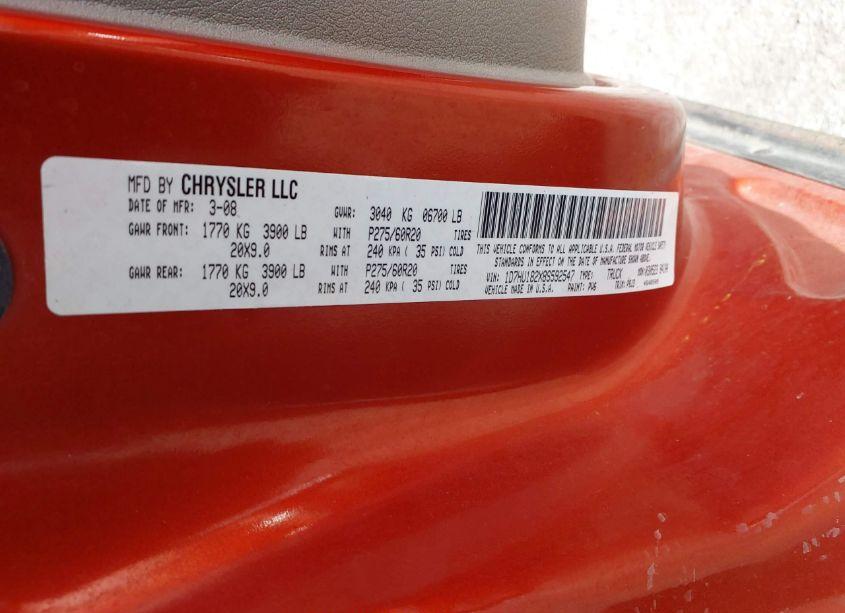 MFD BY CHRYSLER LLC
DATE OF MFR: 3-08 GVWR: 3040 KG 06700 LB
GAWR FRONT: 1770 KG 3900 LB WITH P275/60R20 TIRES
20X9.0 RIMS AT 240 KPA ( 35 PSI) COLD
GAWR REAR: 1770 KG 3900 LB WITH P275/60R20 TIRES
20X9.0 RIMS AT 240 KPA ( 35 PSI) COLD
THIS VEHICLE CONFORMS TO ALL APPLICABLE U.S.A. FEDERAL MOTOR VEHICLE SAFETY
STANDARDS IN EFFECT ON THE DATE OF MANUFACTURE SHOWN ABOVE.
VIN: 1D7HU182X8S592547 TYPE: TRUCK
VEHICLE MADE IN U.S.A. PAINT: TRIM: